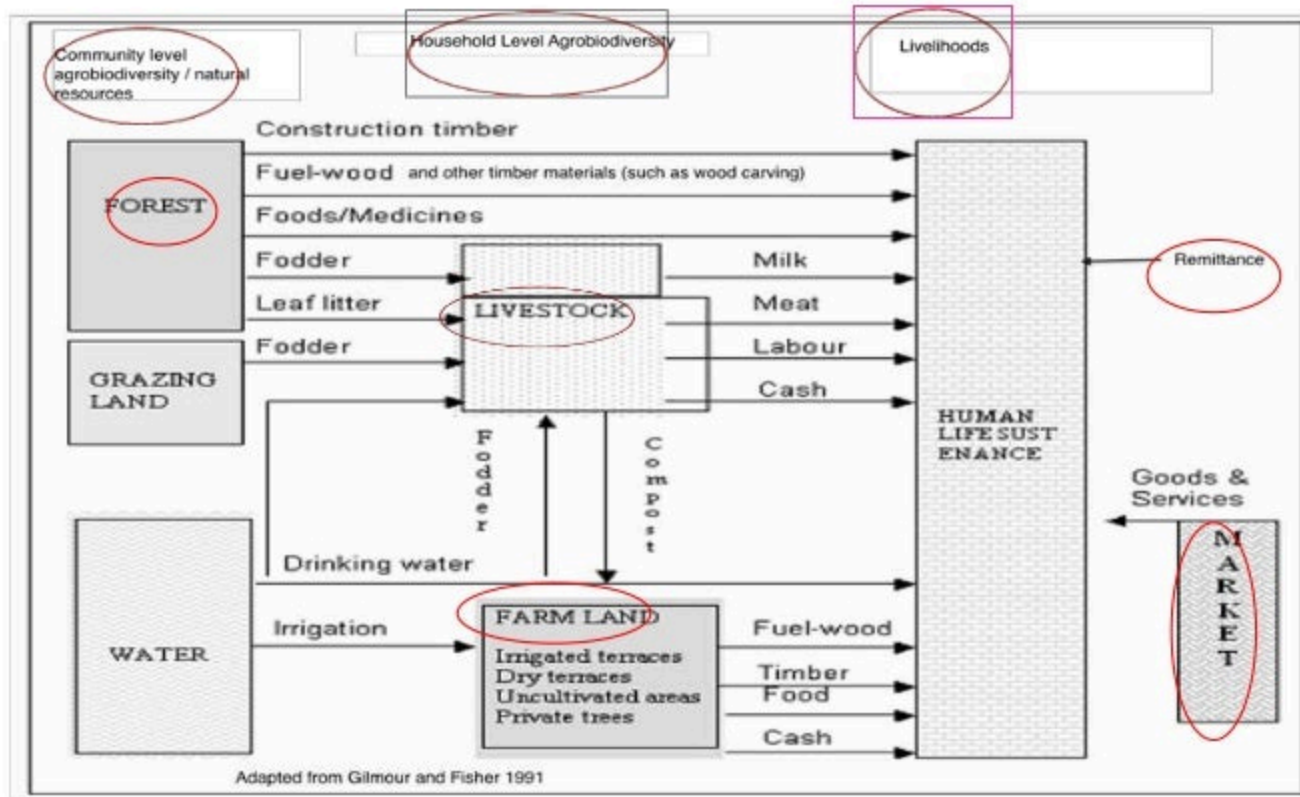 Community level
agrobiodiversity / natural
resources
Household Level Agrobiodiversity
Livelihoods
Construction timber
Fuel-wood and other timber materials (such as wood carving)
FOREST
Foods/Medicines
Fodder
Milk
Remittance
Leaf litter
LIVESTOCK
Meat
Fodder
Labour
GRAZING
LAND
Cash
HUMAN
LIFE SUST
ENANCE
Fodder
Compost
Goods &
Services
MARKET
Drinking water
Irrigation
FARM LAND
Fuel-wood
WATER
Irrigated terraces
Dry terraces
Uncultivated areas
Private trees
Timber
Food
Cash
Adapted from Gilmour and Fisher 1991